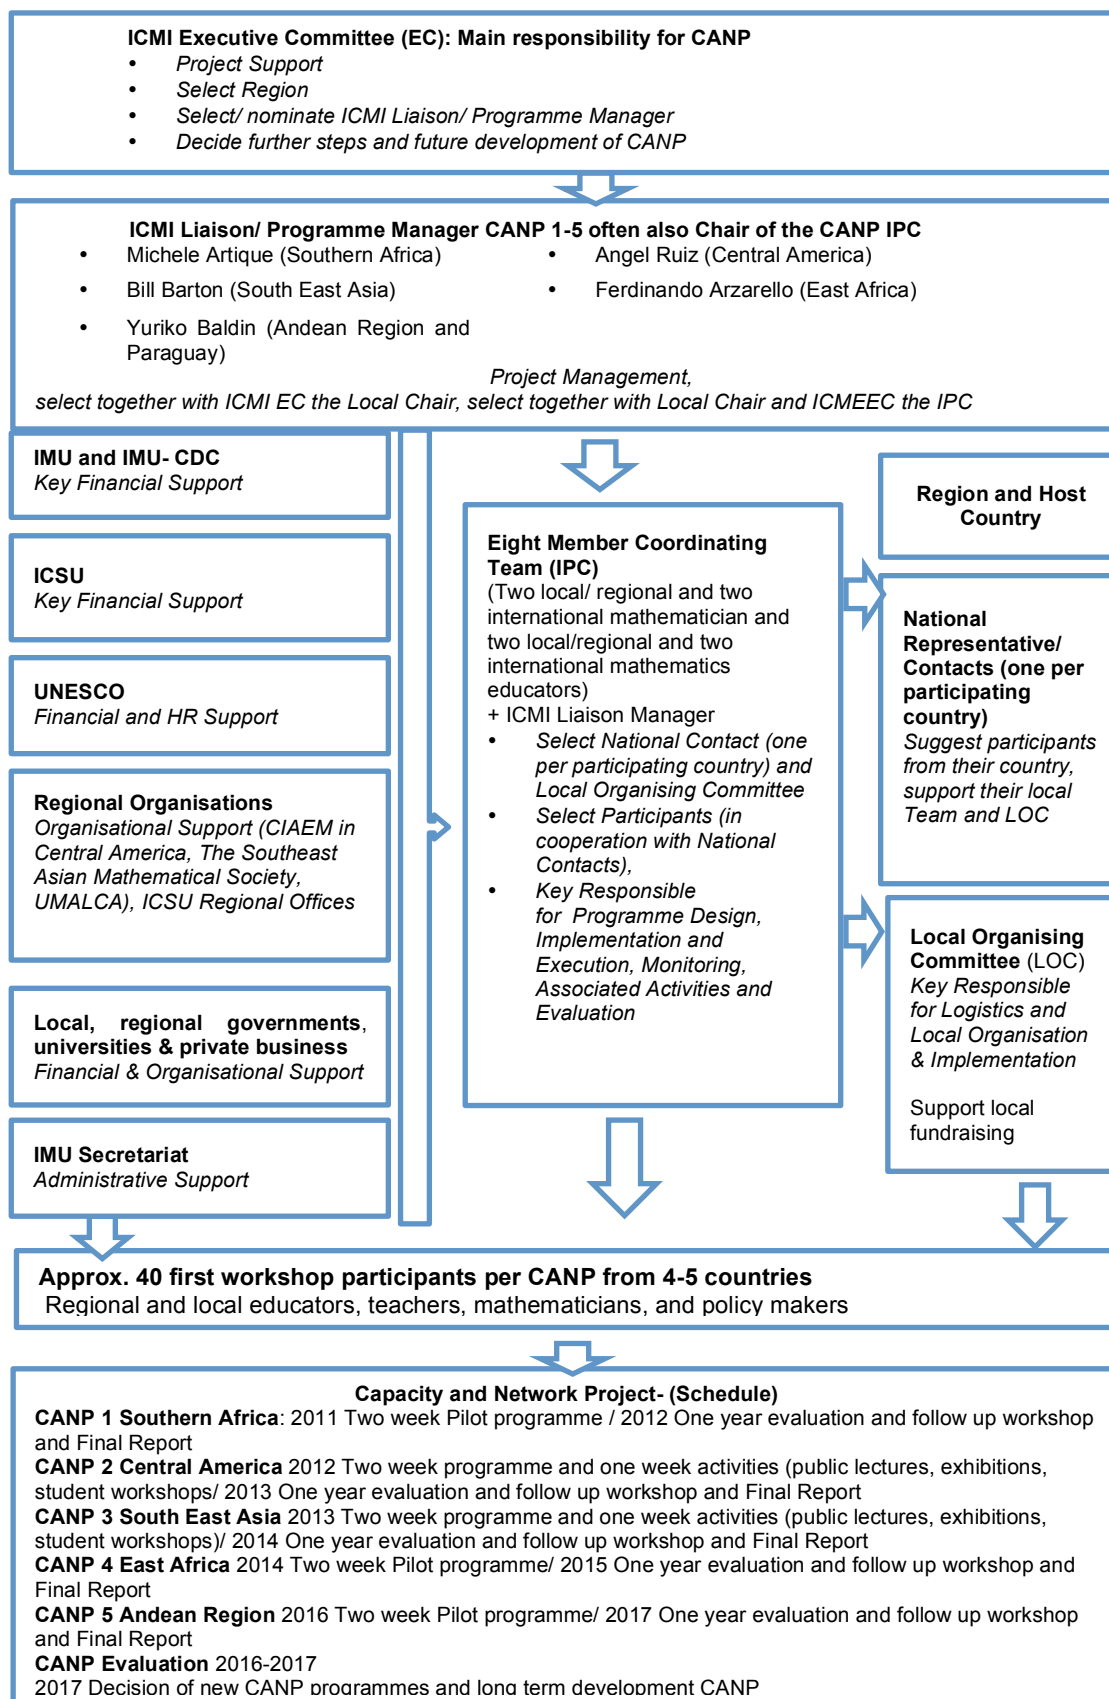 ICMI Executive Committee (EC): Main responsibility for CANP
• Project Support
• Select Region
• Select/ nominate ICMI Liaison/ Programme Manager
• Decide further steps and future development of CANP
ICMI Liaison/ Programme Manager CANP 1-5 often also Chair of the CANP IPC
• Michele Artique (Southern Africa)
• Bill Barton (South East Asia)
• Yuriko Baldin (Andean Region and
Paraguay)
• Angel Ruiz (Central America)
• Ferdinando Arzarello (East Africa)
Project Management,
select together with ICMI EC the Local Chair, select together with Local Chair and ICMEEC the IPC
IMU and IMU- CDC
Key Financial Support
ICSU
Key Financial Support
UNESCO
Financial and HR Support
Regional Organisations
Organisational Support (CIAEM in
Central America, The Southeast
Asian Mathematical Society,
UMALCA), ICSU Regional Offices
Local, regional governments,
universities & private business
Financial & Organisational Support
IMU Secretariat
Administrative Support
Eight Member Coordinating
Team (IPC)
(Two local/ regional and two
international mathematician and
two local/regional and two
international mathematics
educators)
+ ICMI Liaison Manager
• Select National Contact (one
per participating country) and
Local Organising Committee
• Select Participants (in
cooperation with National
Contacts),
• Key Responsible
for Programme Design,
Implementation and
Execution, Monitoring,
Associated Activities and
Evaluation
Region and Host
Country
National
Representative/
Contacts (one per
participating
country)
Suggest participants
from their country,
support their local
Team and LOC
Local Organising
Committee (LOC)
Key Responsible
for Logistics and
Local Organisation
& Implementation
Support local
fundraising
Approx. 40 first workshop participants per CANP from 4-5 countries
Regional and local educators, teachers, mathematicians, and policy makers
Capacity and Network Project- (Schedule)
CANP 1 Southern Africa: 2011 Two week Pilot programme / 2012 One year evaluation and follow up workshop
and Final Report
CANP 2 Central America 2012 Two week programme and one week activities (public lectures, exhibitions,
student workshops/ 2013 One year evaluation and follow up workshop and Final Report
CANP 3 South East Asia 2013 Two week programme and one week activities (public lectures, exhibitions,
student workshops)/ 2014 One year evaluation and follow up workshop and Final Report
CANP 4 East Africa 2014 Two week Pilot programme/ 2015 One year evaluation and follow up workshop and
Final Report
CANP 5 Andean Region 2016 Two week Pilot programme/ 2017 One year evaluation and follow up workshop
and Final Report
CANP Evaluation 2016-2017
2017 Decision of new CANP programmes and long term development CANP